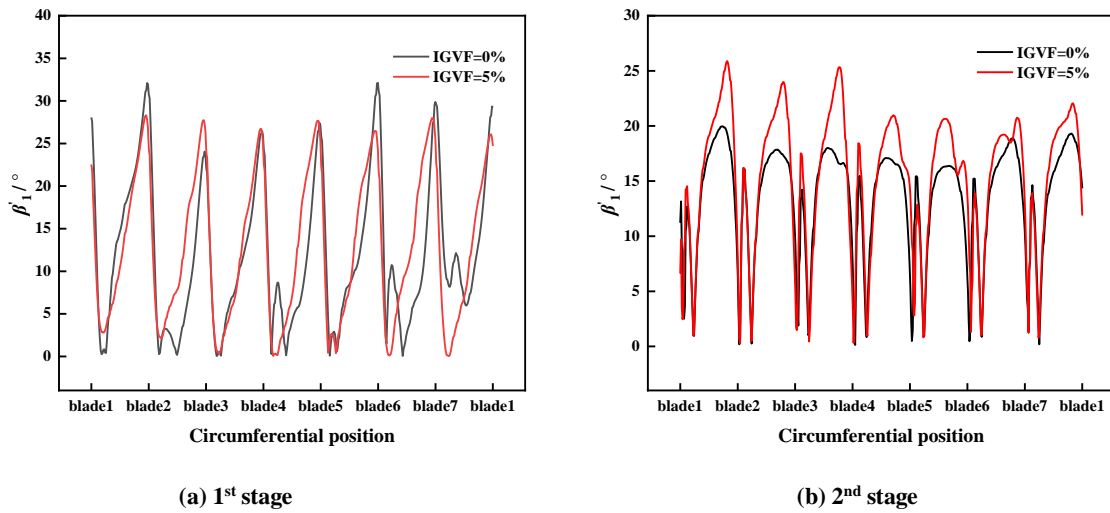 40
35
30
25
20
15
10
5
0
β'₁ / °
IGVF=0%
IGVF=5%
blade1 blade2 blade3 blade4 blade5 blade6 blade7 blade1
Circumferential position
(a) 1st stage
30
25
20
15
10
5
0
β'₁ / °
IGVF=0%
IGVF=5%
blade1 blade2 blade3 blade4 blade5 blade6 blade7 blade1
Circumferential position
(b) 2nd stage